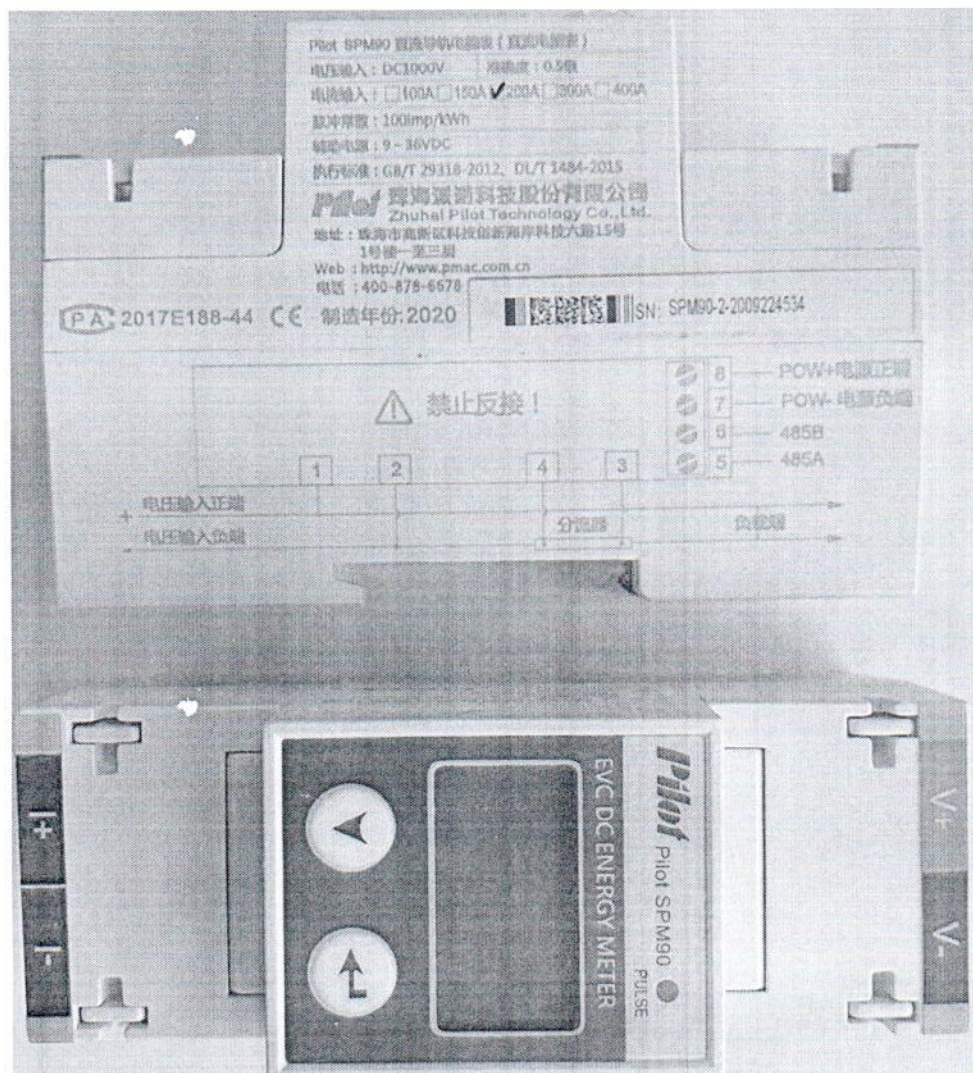 Pilot SPM90 直流导轨电能表（直流电能表）
电压输入：DC1000V 准确度：0.5级
电流输入：□100A□150A✓200A□300A□400A
脉冲常数：100imp/kWh
辅助电源：9~36VDC
执行标准：GB/T 29318-2012、DL/T 1484-2015
Pilot 珠海派诺科技股份有限公司
Zhuhai Pilot Technology Co.,Ltd.
地址：珠海市高新区科技创新海岸科技六路15号
1号楼一至三层
Web：http://www.pmac.com.cn
电话：400-878-6678
CPA 2017E188-44 CE 制造年份:2020
SN: SPM90-2-2009224534
8 POW+电源正端
禁止反接！
7 POW- 电源负端
6 485B
5 485A
1 2 4 3
+ 电压输入正端
- 电压输入负端 分流器 负载端
I+
I-
EVC DC ENERGY METER
Pilot
Pilot SPM90
PULSE
V+
V-